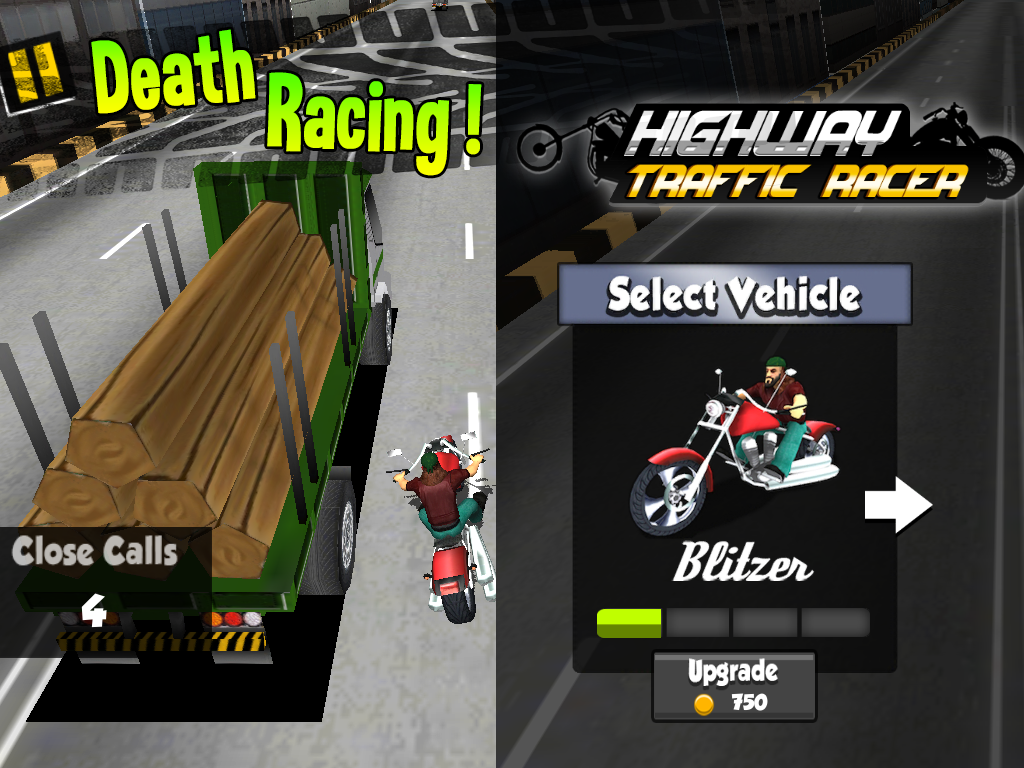 Death
Racing!
Close Calls
4
HIGHWAY
TRAFFIC RACER
Select Vehicle
Blitzer
Upgrade
750